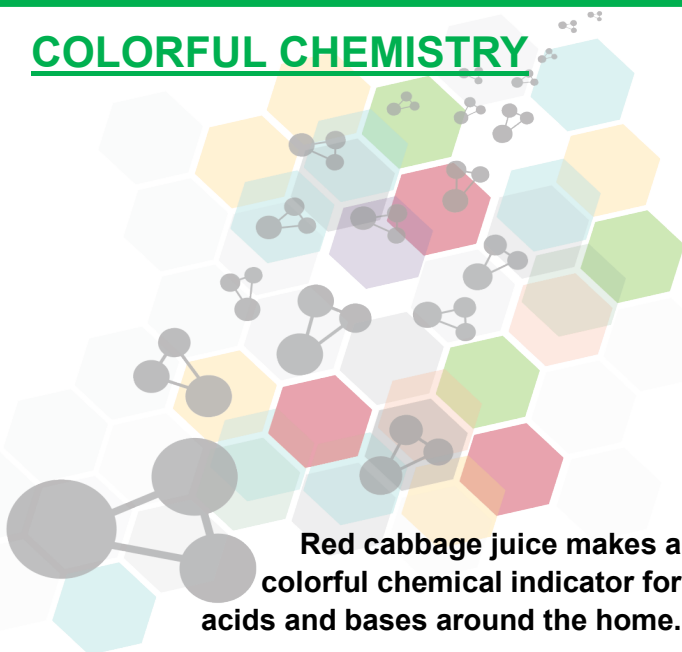 COLORFUL CHEMISTRY
Red cabbage juice makes a
colorful chemical indicator for
acids and bases around the home.